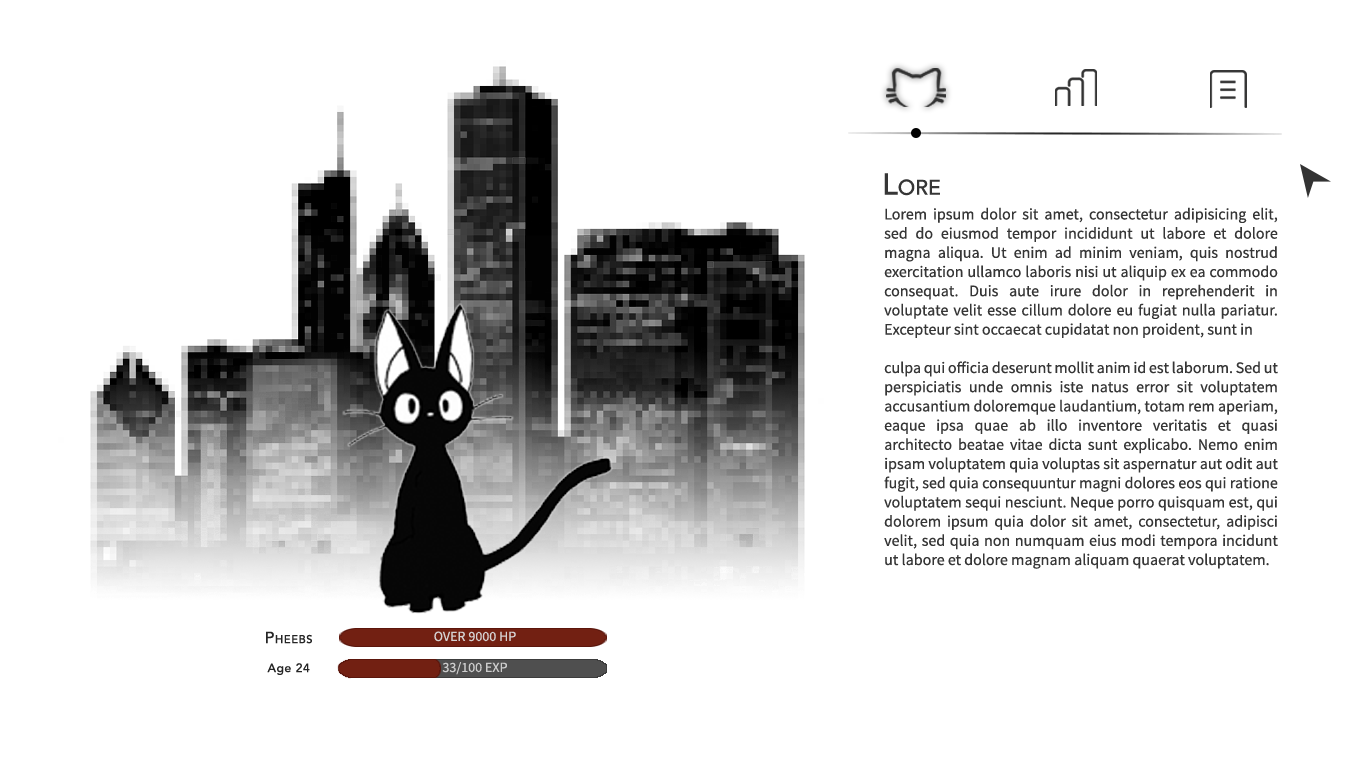 Lore
Lorem ipsum dolor sit amet, consectetur adipisicing elit,
sed do eiusmod tempor incididunt ut labore et dolore
magna aliqua. Ut enim ad minim veniam, quis nostrud
exercitation ullamco laboris nisi ut aliquip ex ea commodo
consequat. Duis aute irure dolor in reprehenderit in
voluptate velit esse cillum dolore eu fugiat nulla pariatur.
Excepteur sint occaecat cupidatat non proident, sunt in
culpa qui officia deserunt mollit anim id est laborum. Sed ut
perspiciatis unde omnis iste natus error sit voluptatem
accusantium doloremque laudantium, totam rem aperiam,
eaque ipsa quae ab illo inventore veritatis et quasi
architecto beatae vitae dicta sunt explicabo. Nemo enim
ipsam voluptatem quia voluptas sit aspernatur aut odit aut
fugit, sed quia consequuntur magni dolores eos qui ratione
voluptatem sequi nesciunt. Neque porro quisquam est, qui
dolorem ipsum quia dolor sit amet, consectetur, adipisci
velit, sed quia non numquam eius modi tempora incidunt
ut labore et dolore magnam aliquam quaerat voluptatem.
Pheebs OVER 9000 HP
Age 24 33/100 EXP